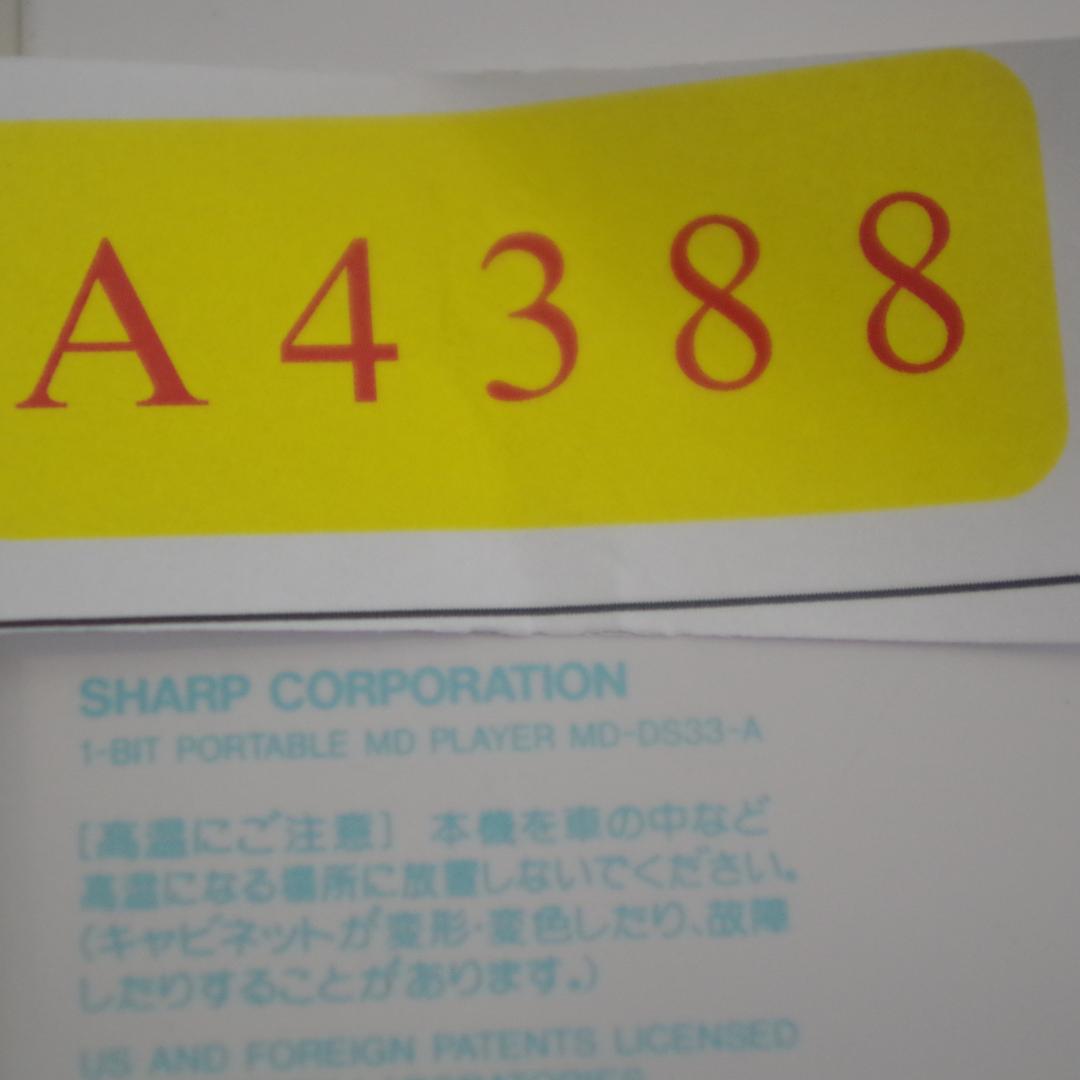 A4388
SHARP CORPORATION
1-BIT PORTABLE MD PLAYER MD-DS33-A
[高温にご注意] 本機を車の中など
高温になる場所に放置しないでください。
(キャビネットが変形・変色したり、故障
したりすることがあります。)
US AND FOREIGN PATENTS LICENSED